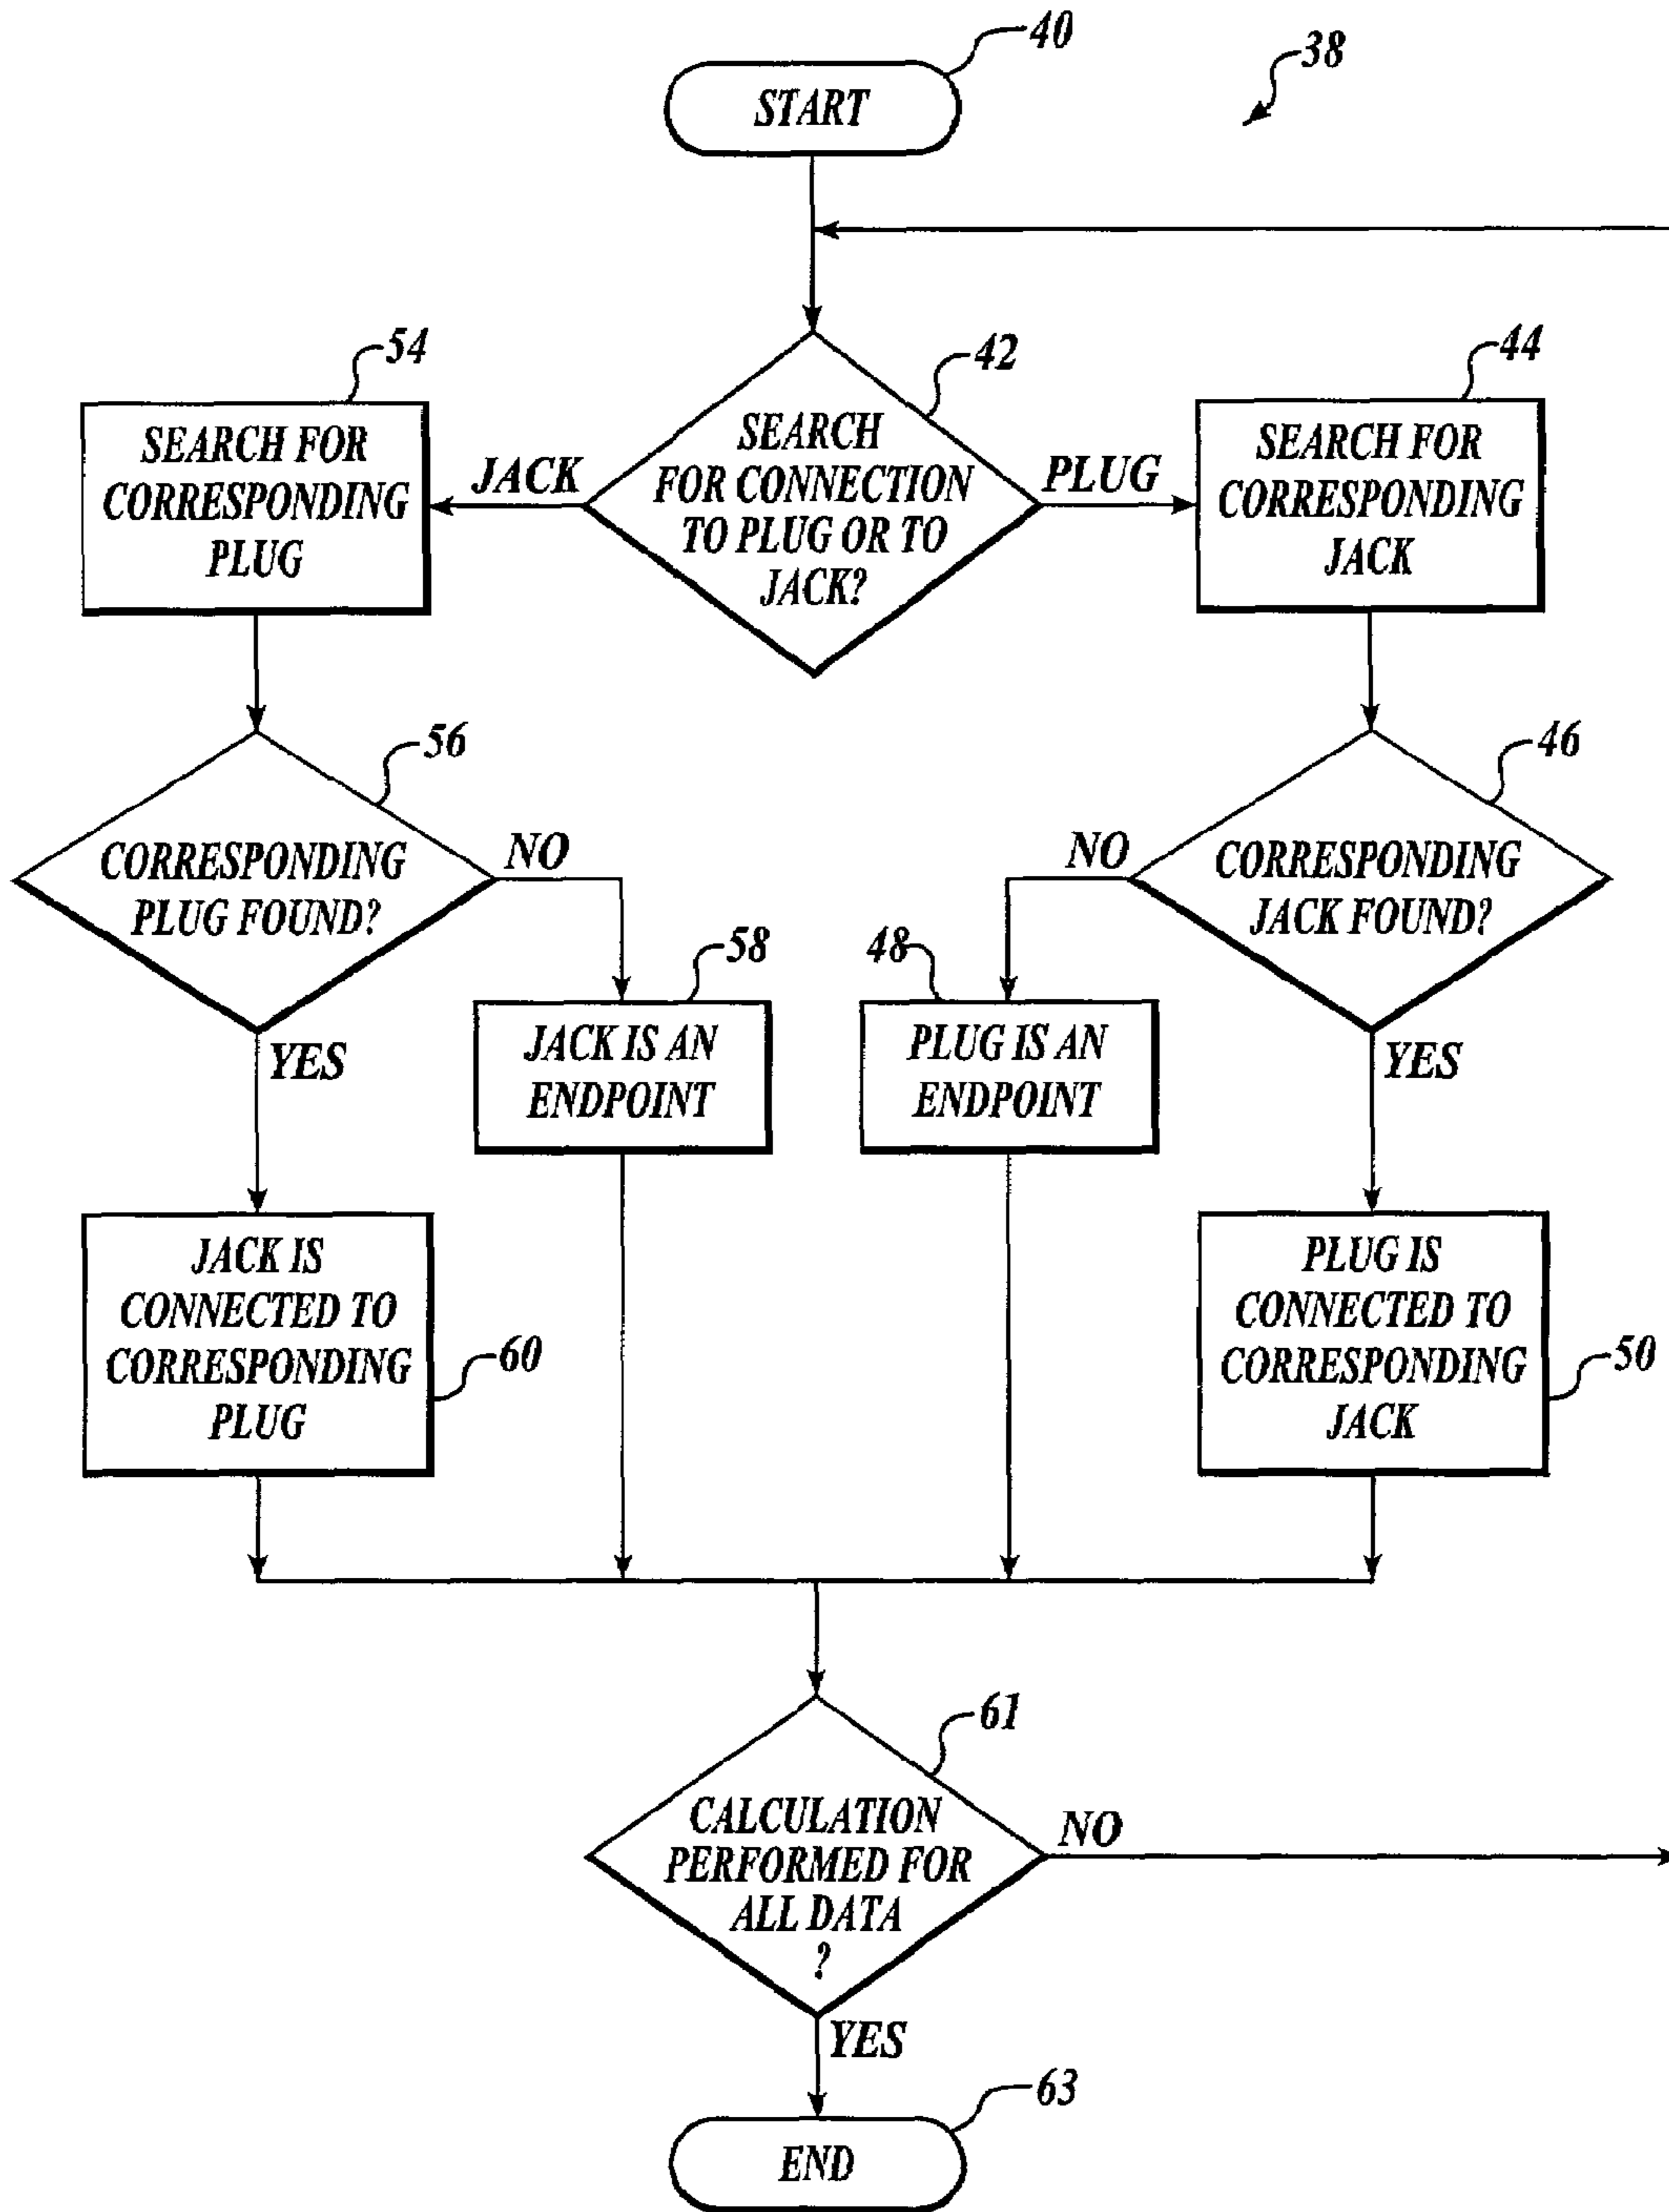 40
38
START
54
42
44
SEARCH FOR
CORRESPONDING
PLUG
JACK
SEARCH
FOR CONNECTION
TO PLUG OR TO
JACK?
PLUG
SEARCH FOR
CORRESPONDING
JACK
56
46
CORRESPONDING
PLUG FOUND?
NO
NO
CORRESPONDING
JACK FOUND?
58
48
YES
JACK IS AN
ENDPOINT
PLUG IS AN
ENDPOINT
YES
JACK IS
CONNECTED TO
CORRESPONDING
PLUG
60
PLUG IS
CONNECTED TO
CORRESPONDING
JACK
50
61
CALCULATION
PERFORMED FOR
ALL DATA
?
NO
YES
63
END